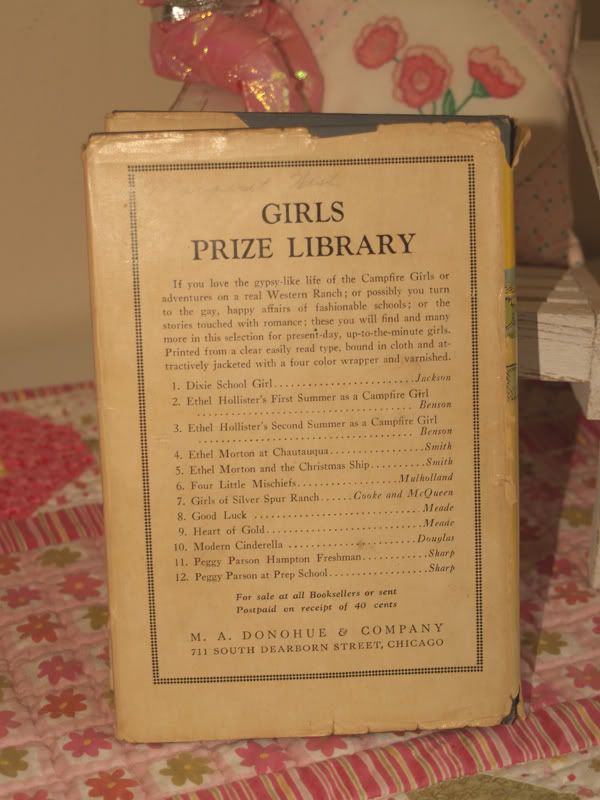 GIRLS
PRIZE LIBRARY
If you love the gypsy-like life of the Campfire Girls or
adventures on a real Western Ranch; or possibly you turn
to the gay, happy affairs of fashionable schools; or the
stories touched with romance; these you will find and many
more in this selection for present-day, up-to-the-minute girls.
Printed from a clear easily read type, bound in cloth and at-
tractively jacketed with a four color wrapper and varnished.
1. Dixie School Girl.............................Jackson
2. Ethel Hollister's First Summer as a Campfire Girl
............................................ Benson
3. Ethel Hollister's Second Summer as a Campfire Girl
............................................ Benson
4. Ethel Morton at Chautauqua....................Smith
5. Ethel Morton and the Christmas Ship..........Smith
6. Four Little Mischiefs....................Mulholland
7. Girls of Silver Spur Ranch......Cooke and McQueen
8. Good Luck ...................................Meade
9. Heart of Gold................................Meade
10. Modern Cinderella .........................Douglas
11. Peggy Parson Hampton Freshman.............Sharp
12. Peggy Parson at Prep School...................Sharp
For sale at all Booksellers or sent
Postpaid on receipt of 40 cents
M. A. DONOHUE & COMPANY
711 SOUTH DEARBORN STREET, CHICAGO